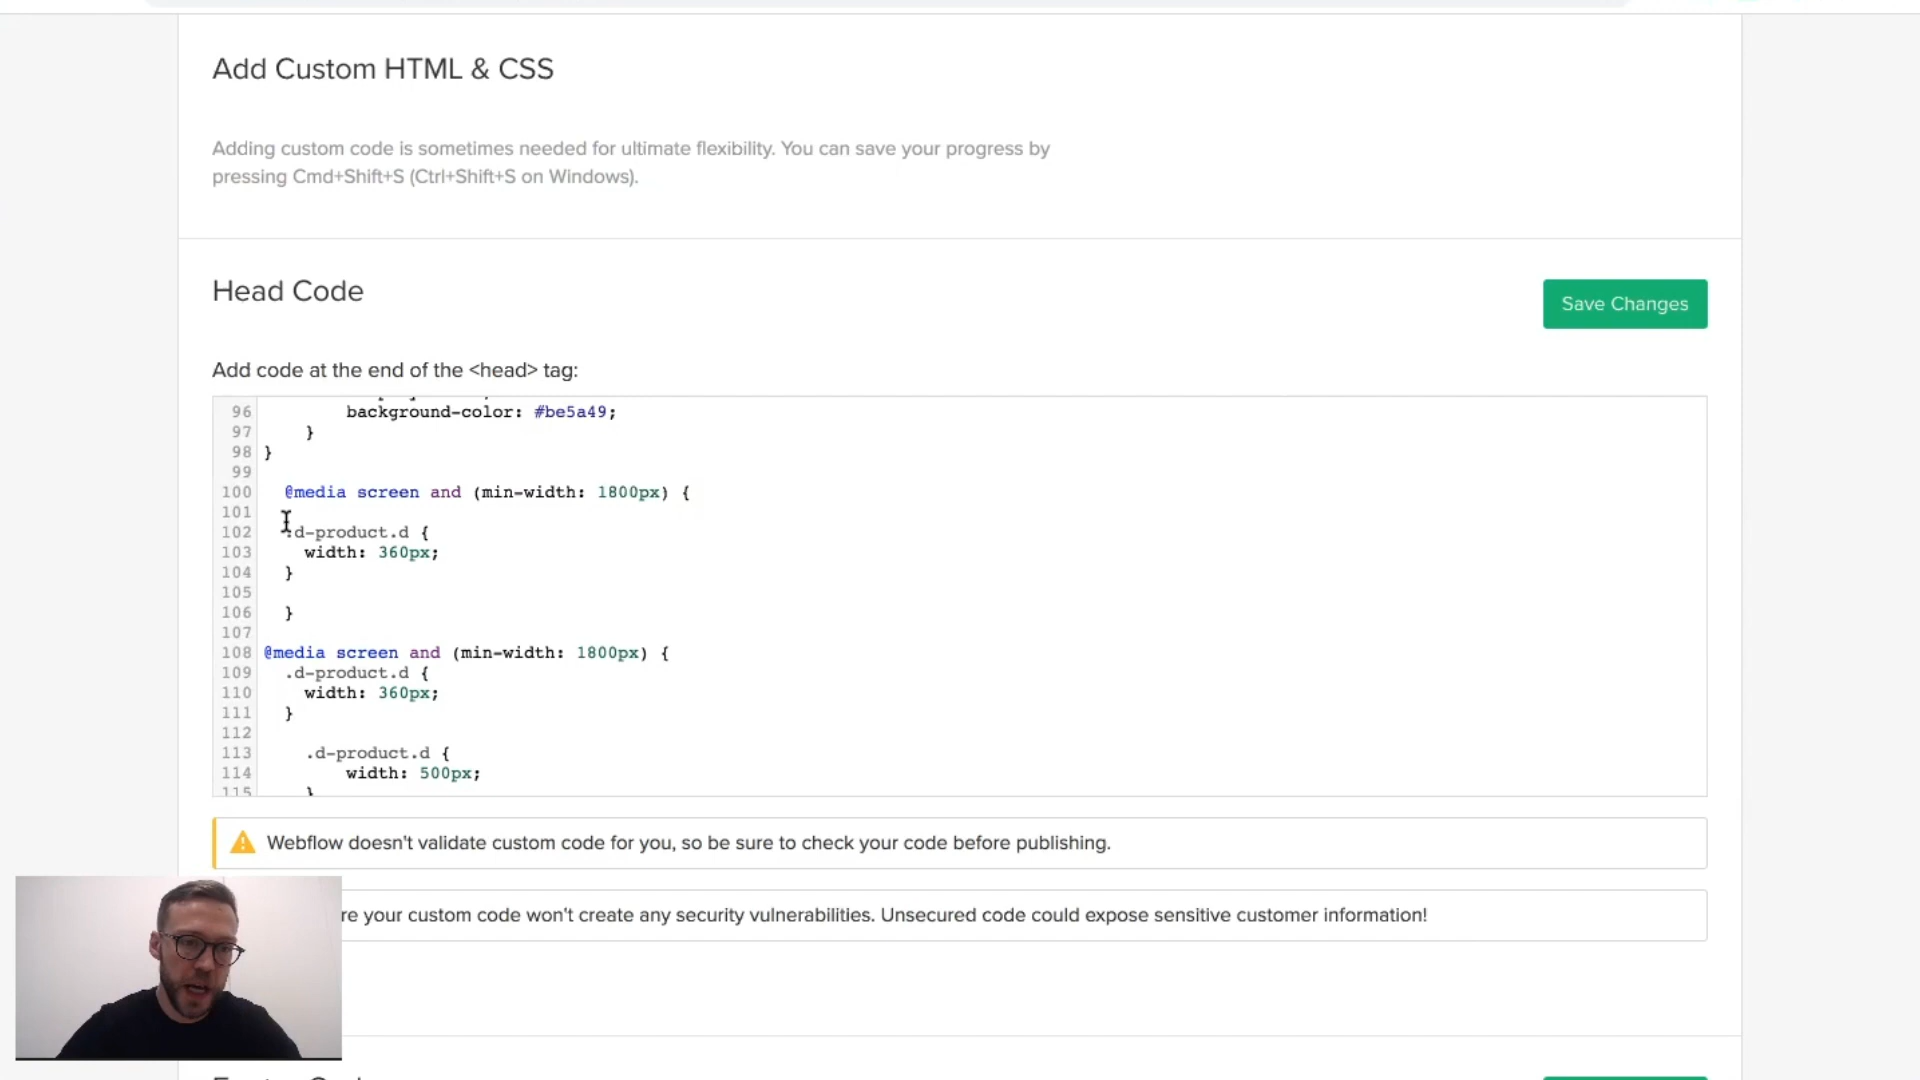 Add Custom HTML & CSS
Adding custom code is sometimes needed for ultimate flexibility. You can save your progress by
pressing Cmd+Shift+S (Ctrl+Shift+S on Windows).
Head Code
Save Changes
Add code at the end of the <head> tag:
96 background-color: #be5a49;
97 }
98 }
99
100 @media screen and (min-width: 1800px) {
101
102 .d-product.d {
103 width: 360px;
104 }
105
106 }
107
108 @media screen and (min-width: 1800px) {
109 .d-product.d {
110 width: 360px;
111 }
112
113 .d-product.d {
114 width: 500px;
115 }
Webflow doesn't validate custom code for you, so be sure to check your code before publishing.
re your custom code won't create any security vulnerabilities. Unsecured code could expose sensitive customer information!